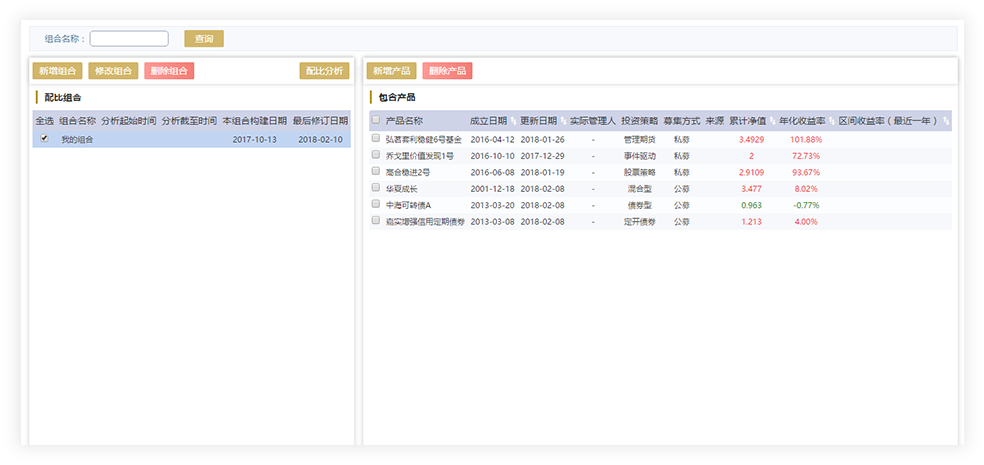 组合名称：
查询
新增组合 修改组合 删除组合 配比分析
配比组合
全选 组合名称 分析起始时间 分析截至时间 本组合构建日期 最后修订日期
我的组合 2017-10-13 2018-02-10
新增产品 删除产品
包含产品
产品名称 成立日期 更新日期 实际管理人 投资策略 募集方式 来源 累计净值 年化收益率 区间收益率（最近一年）
弘茗套利稳健6号基金 2016-04-12 2018-01-26 - 管理期货 私募 3.4929 101.88%
乔戈里价值发现1号 2016-10-10 2017-12-29 - 事件驱动 私募 2 72.73%
高合稳进2号 2016-06-08 2018-01-19 - 股票策略 私募 2.9109 93.67%
华夏成长 2001-12-18 2018-02-08 - 混合型 公募 3.477 8.02%
中海可转债A 2013-03-20 2018-02-08 - 债券型 公募 0.963 -0.77%
嘉实增强信用定期债券 2013-03-08 2018-02-08 - 定开债券 公募 1.213 4.00%